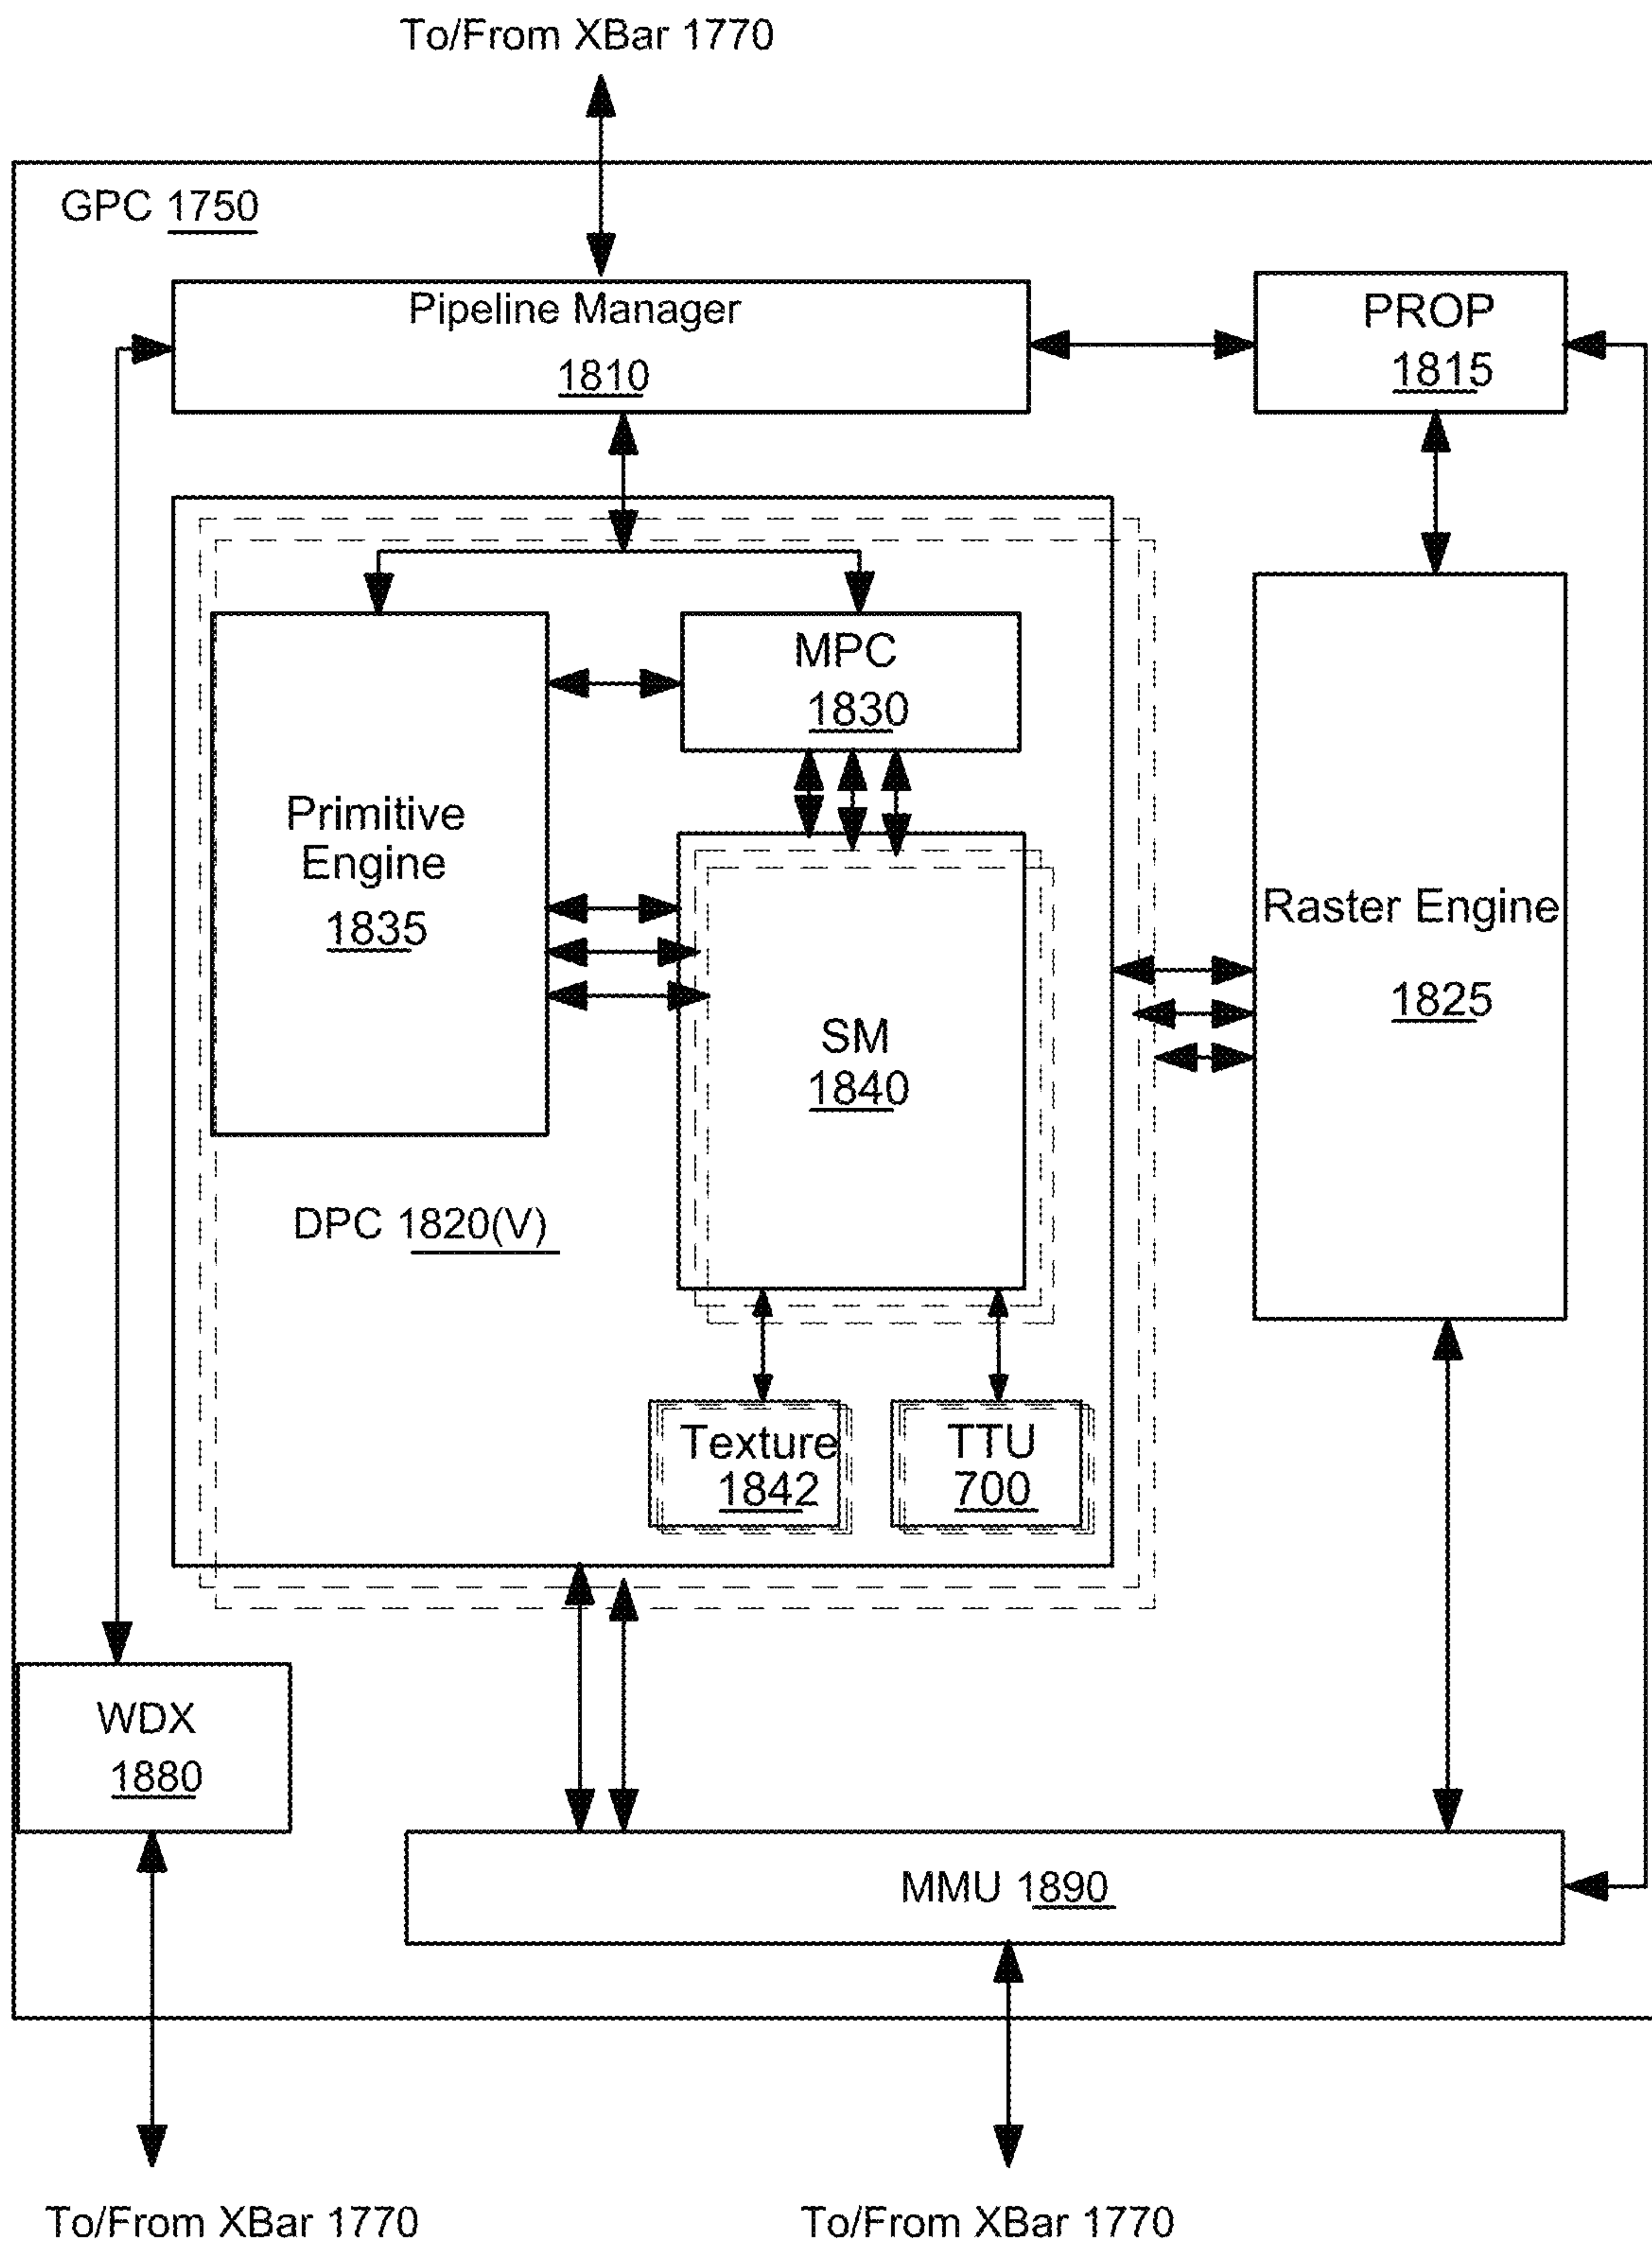 To/From XBar 1770
GPC 1750
Pipeline Manager
1810
PROP
1815
MPC
1830
Primitive
Engine
1835
Raster Engine
1825
SM
1840
DPC 1820(V)
Texture
1842
TTU
700
WDX
1880
MMU 1890
To/From XBar 1770
To/From XBar 1770